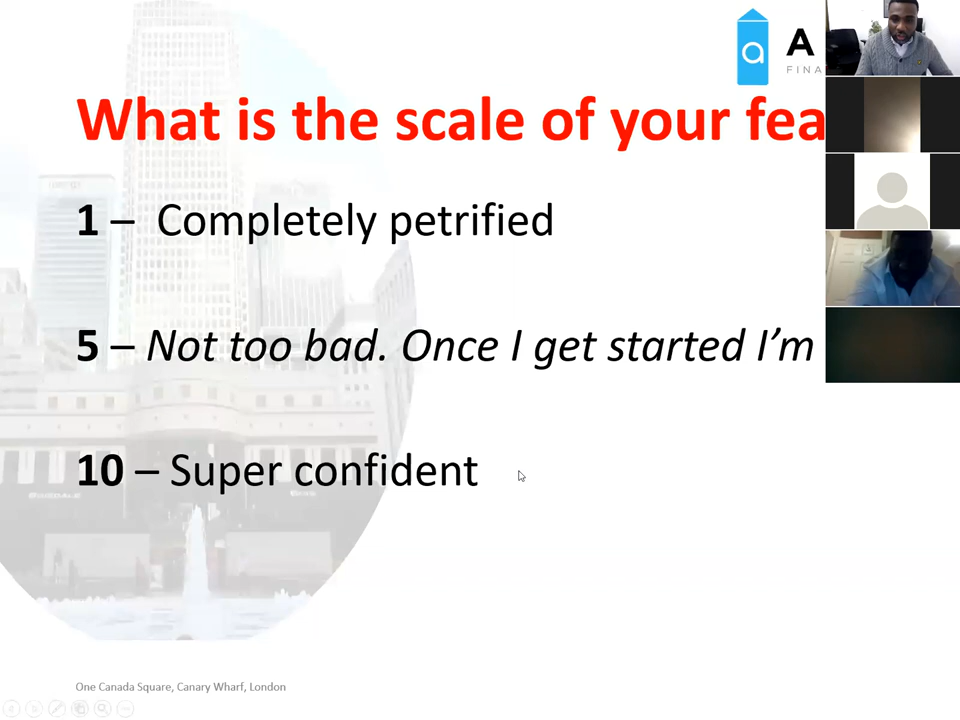 a
A
FINA
What is the scale of your fea
1 – Completely petrified
5 – Not too bad. Once I get started I’m
10 – Super confident
One Canada Square, Canary Wharf, London